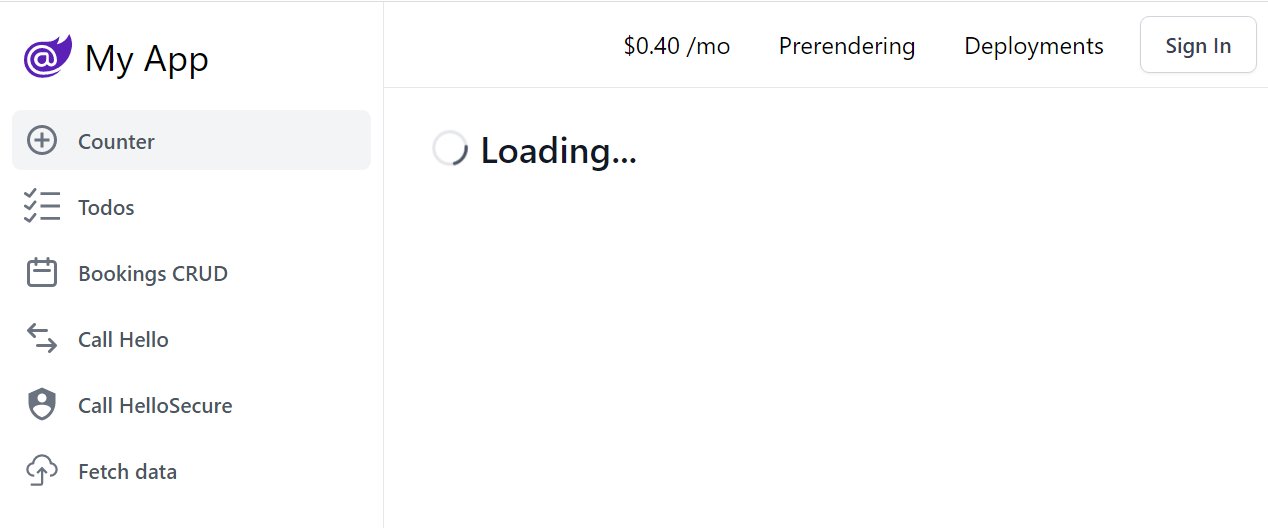 My App
Counter
Todos
Bookings CRUD
Call Hello
Call HelloSecure
Fetch data
$0.40 /mo Prerendering Deployments Sign In
Loading...